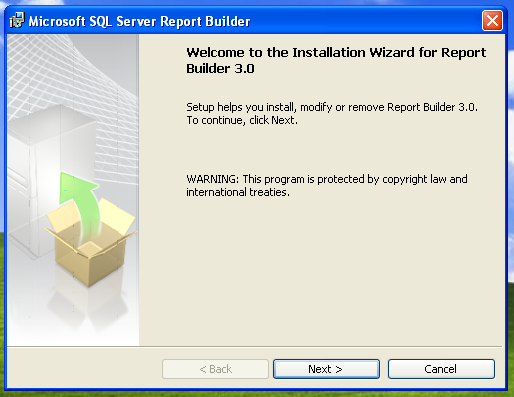 Microsoft SQL Server Report Builder
Welcome to the Installation Wizard for Report
Builder 3.0
Setup helps you install, modify or remove Report Builder 3.0.
To continue, click Next.
WARNING: This program is protected by copyright law and
international treaties.
< Back
Next >
Cancel